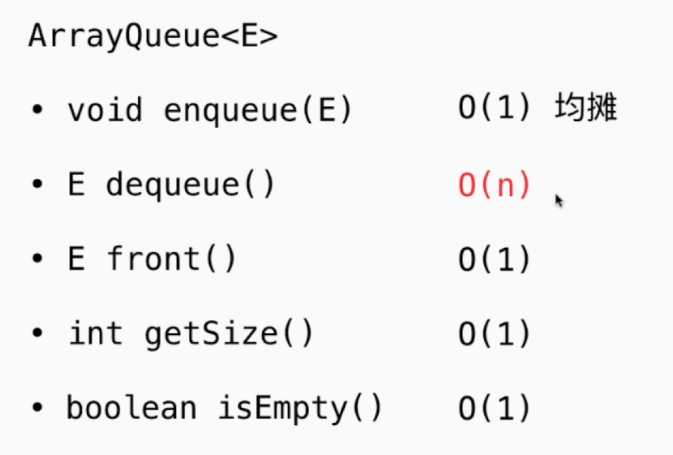 ArrayQueue<E>
• void enqueue(E) O(1) 均摊
• E dequeue() O(n)
• E front() O(1)
• int getSize() O(1)
• boolean isEmpty() O(1)